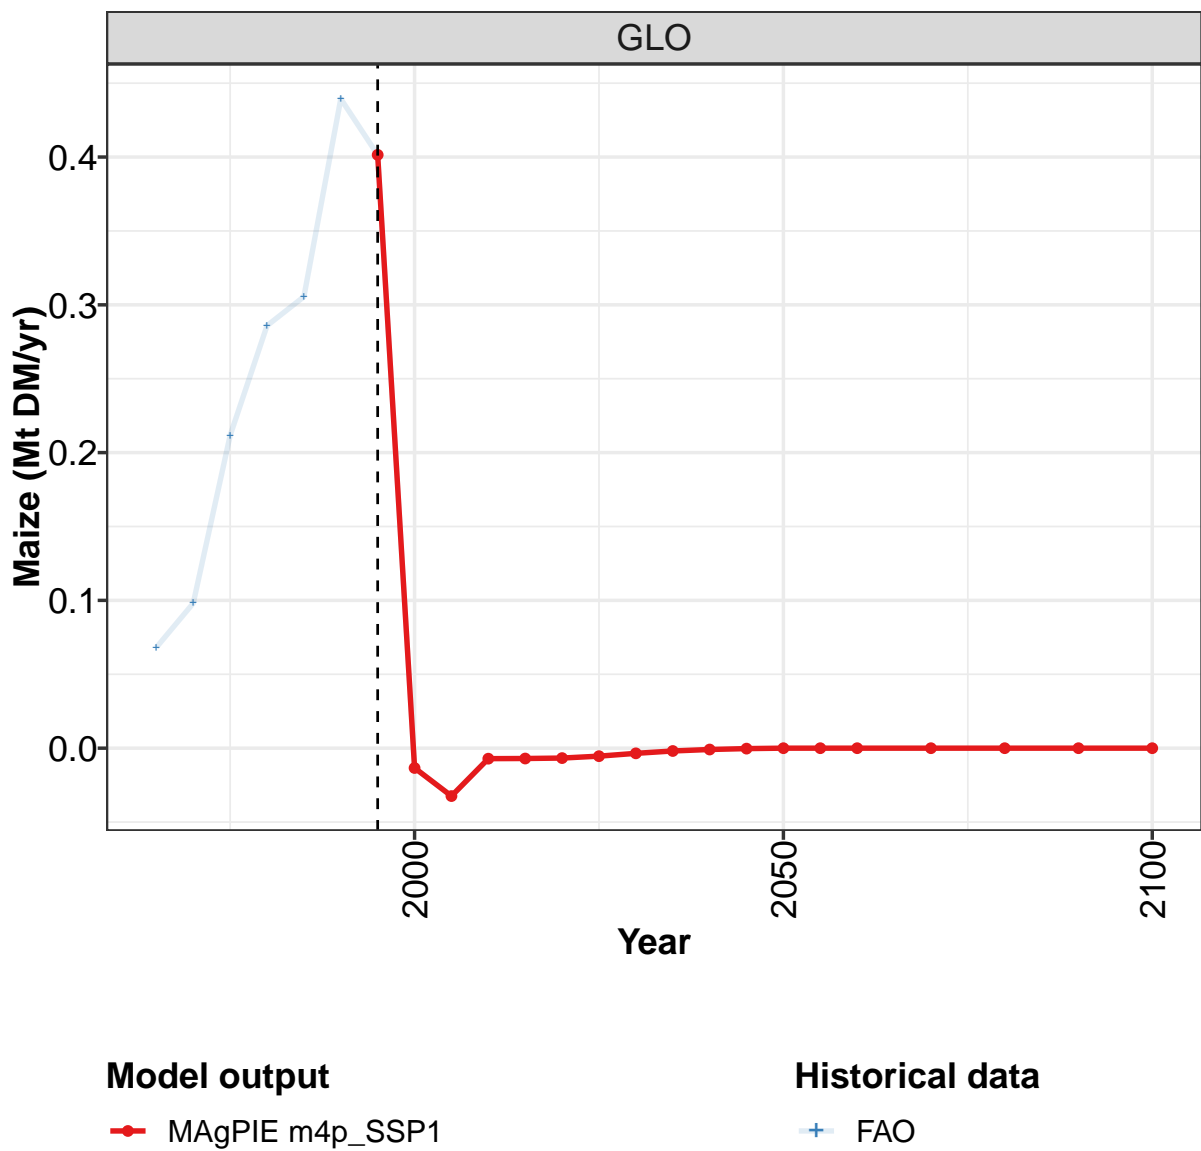 GLO
Maize (Mt DM/yr)
0.4
0.3
0.2
0.1
0.0
2000
2050
2100
Year
Model output
Historical data
MAgPIE m4p_SSP1
FAO